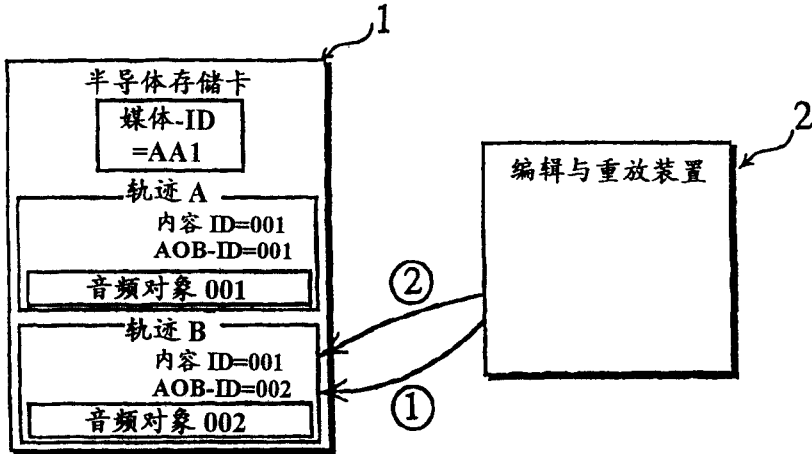 1
半导体存储卡
媒体-ID
=AA1
轨迹 A
内容 ID=001
AOB-ID=001
音频对象 001
轨迹 B
内容 ID=001
AOB-ID=002
音频对象 002
②
①
编辑与重放装置
2